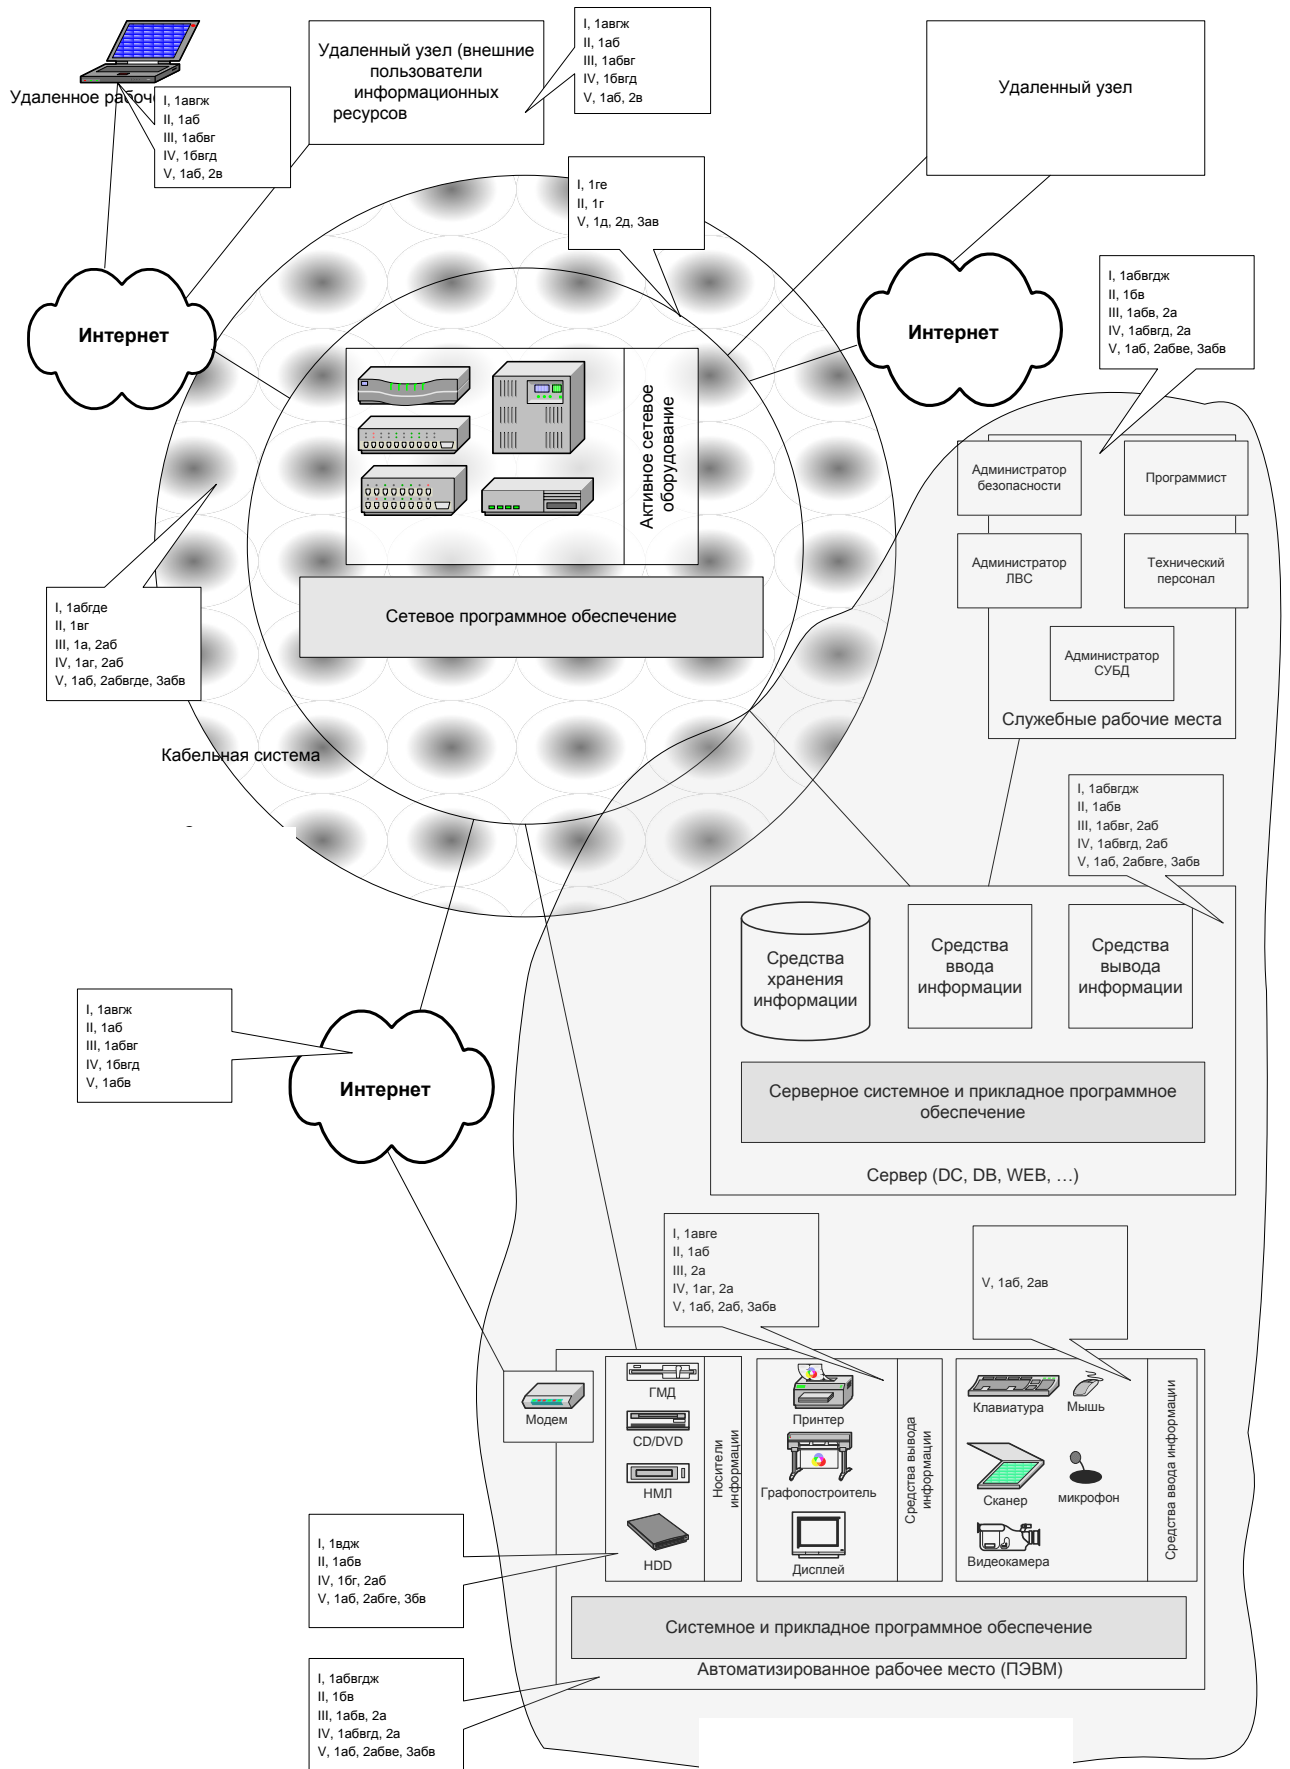 Удаленное рабоч
I, 1авгж
II, 1аб
III, 1абвг
IV, 1бвгд
V, 1аб, 2в
Удаленный узел (внешние
пользователи
информационных
ресурсов
I, 1авгж
II, 1аб
III, 1абвг
IV, 1бвгд
V, 1аб, 2в
Удаленный узел
I, 1ге
II, 1г
V, 1д, 2д, 3ав
Интернет
Интернет
I, 1абвгдж
II, 1бв
III, 1абв, 2а
IV, 1абвгд, 2а
V, 1аб, 2абве, 3абв
Активное сетевое
оборудование
Сетевое программное обеспечение
Администратор
безопасности
Программист
Администратор
ЛВС
Технический
персонал
Администратор
СУБД
Служебные рабочие места
I, 1абгде
II, 1вг
III, 1а, 2аб
IV, 1аг, 2аб
V, 1аб, 2абвгде, 3абв
Кабельная система
I, 1абвгдж
II, 1абв
III, 1абвг, 2аб
IV, 1абвгд, 2аб
V, 1аб, 2абвге, 3абв
Средства
хранения
информации
Средства
ввода
информации
Средства
вывода
информации
Серверное системное и прикладное программное
обеспечение
Сервер (DC, DB, WEB, …)
I, 1авгж
II, 1аб
III, 1абвг
IV, 1бвгд
V, 1абв
Интернет
I, 1авге
II, 1аб
III, 2а
IV, 1аг, 2а
V, 1аб, 2аб, 3абв
V, 1аб, 2ав
Модем
ГМД
CD/DVD
НМЛ
HDD
Носители
информации
Принтер
Графопостроитель
Дисплей
Средства вывода
информации
Клавиатура
Мышь
Сканер
микрофон
Видеокамера
Средства ввода информации
I, 1вдж
II, 1абв
IV, 1бг, 2аб
V, 1аб, 2абге, 3бв
Системное и прикладное программное обеспечение
Автоматизированное рабочее место (ПЭВМ)
I, 1абвгдж
II, 1бв
III, 1абв, 2а
IV, 1абвгд, 2а
V, 1аб, 2абве, 3абв